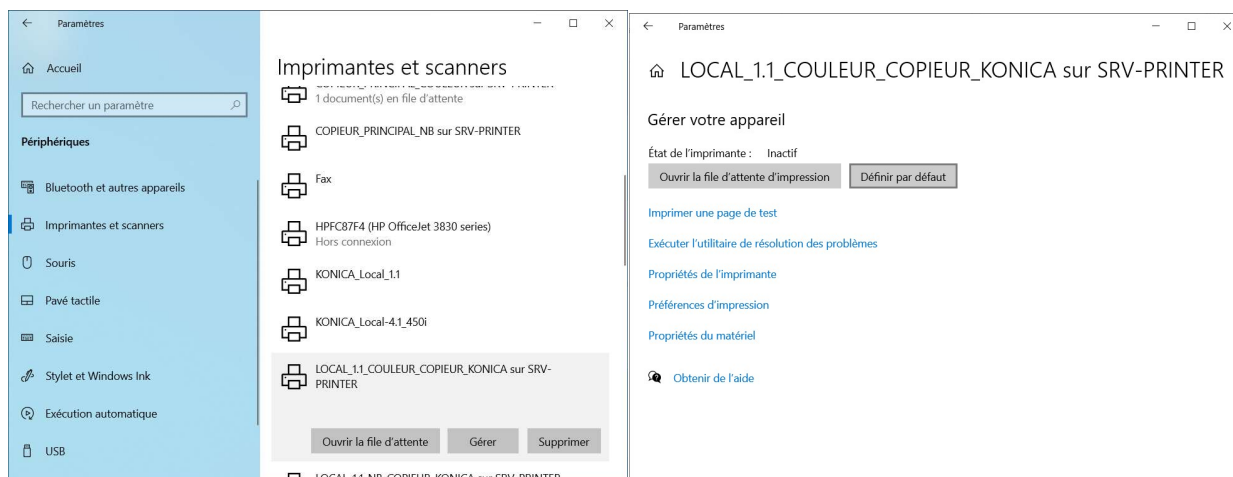 Paramètres
Accueil
Rechercher un paramètre
Périphériques
Bluetooth et autres appareils
Imprimantes et scanners
Souris
Pavé tactile
Saisie
Stylet et Windows Ink
Exécution automatique
USB
Imprimantes et scanners
1 document(s) en file d'attente
COPIEUR_PRINCIPAL_NB sur SRV-PRINTER
Fax
HPFC87F4 (HP OfficeJet 3830 series)
Hors connexion
KONICA_Local_1.1
KONICA_Local-4.1_450i
LOCAL_1.1_COULEUR_COPIEUR_KONICA sur SRV-
PRINTER
Ouvrir la file d'attente Gérer Supprimer
LOCAL_1.1_NB_COPIEUR_KONICA sur SRV-PRINTER
Paramètres
LOCAL_1.1_COULEUR_COPIEUR_KONICA sur SRV-PRINTER
Gérer votre appareil
État de l'imprimante : Inactif
Ouvrir la file d'attente d'impression Définir par défaut
Imprimer une page de test
Exécuter l'utilitaire de résolution des problèmes
Propriétés de l'imprimante
Préférences d'impression
Propriétés du matériel
Obtenir de l'aide